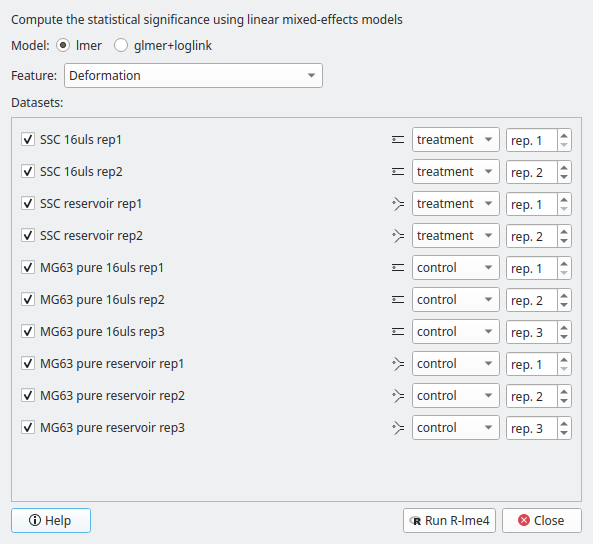 Compute the statistical significance using linear mixed-effects models
Model: lmer glmer+loglink
Feature: Deformation
Datasets:
SSC 16uls rep1 treatment rep. 1
SSC 16uls rep2 treatment rep. 2
SSC reservoir rep1 treatment rep. 1
SSC reservoir rep2 treatment rep. 2
MG63 pure 16uls rep1 control rep. 1
MG63 pure 16uls rep2 control rep. 2
MG63 pure 16uls rep3 control rep. 3
MG63 pure reservoir rep1 control rep. 1
MG63 pure reservoir rep2 control rep. 2
MG63 pure reservoir rep3 control rep. 3
Help Run R-lme4 Close